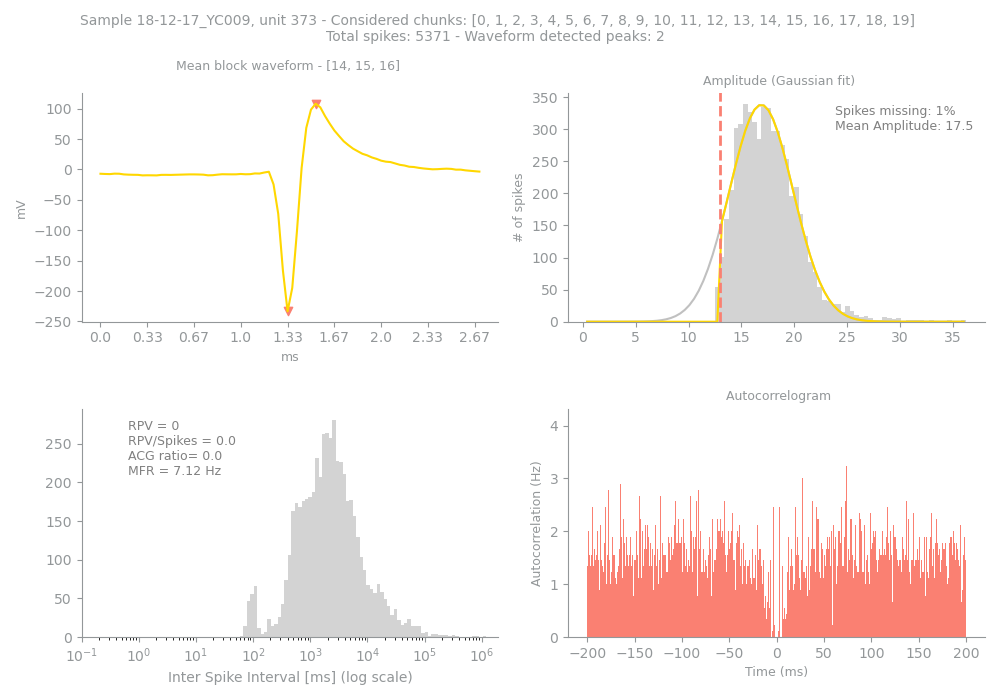 Sample 18-12-17_YC009, unit 373 - Considered chunks: [0, 1, 2, 3, 4, 5, 6, 7, 8, 9, 10, 11, 12, 13, 14, 15, 16, 17, 18, 19]
Total spikes: 5371 - Waveform detected peaks: 2
Mean block waveform - [14, 15, 16]
100
50
0
−50
−100
−150
−200
−250
mV
0.0 0.33 0.67 1.0 1.33 1.67 2.0 2.33 2.67
ms
Amplitude (Gaussian fit)
Spikes missing: 1%
Mean Amplitude: 17.5
350
300
250
200
150
100
50
0
# of spikes
0 5 10 15 20 25 30 35
RPV = 0
RPV/Spikes = 0.0
ACG ratio= 0.0
MFR = 7.12 Hz
250
200
150
100
50
0
10⁻¹ 10⁰ 10¹ 10² 10³ 10⁴ 10⁵ 10⁶
Inter Spike Interval [ms] (log scale)
Autocorrelogram
4
3
2
1
0
Autocorrelation (Hz)
−200 −150 −100 −50 0 50 100 150 200
Time (ms)